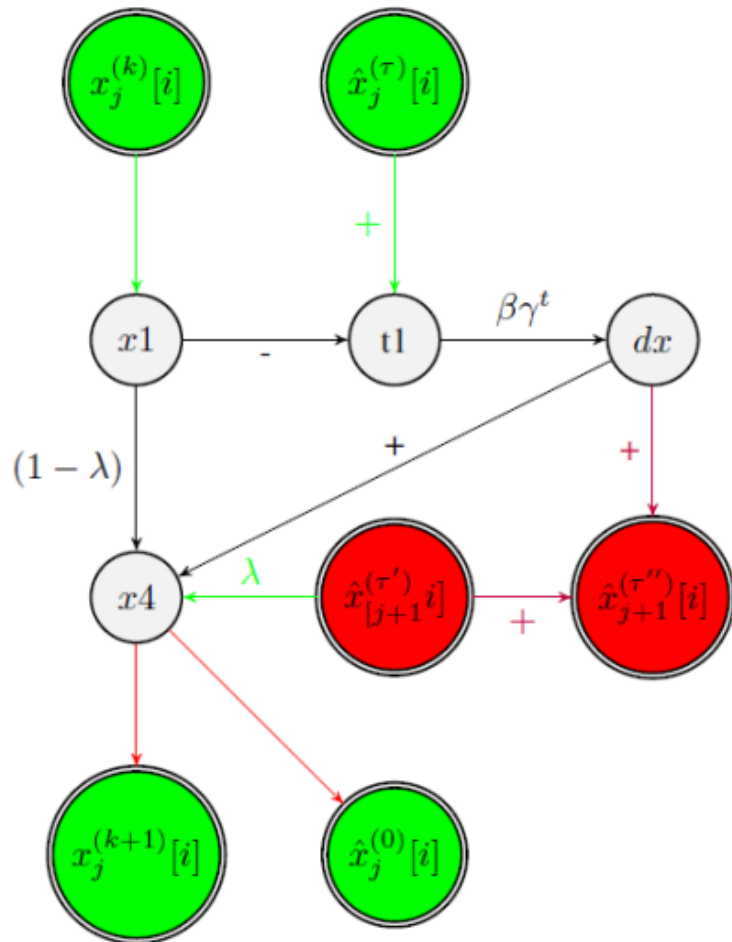 x_j^{(k)}[i] x̂_j^{(τ)}[i]
+
x1 - t1 βγ^t dx
(1 − λ) + +
x4 λ x̂_{[j+1}^{(τ′)} i] + x̂_{j+1}^{(τ′′)}[i]
x_j^{(k+1)}[i] x̂_j^{(0)}[i]